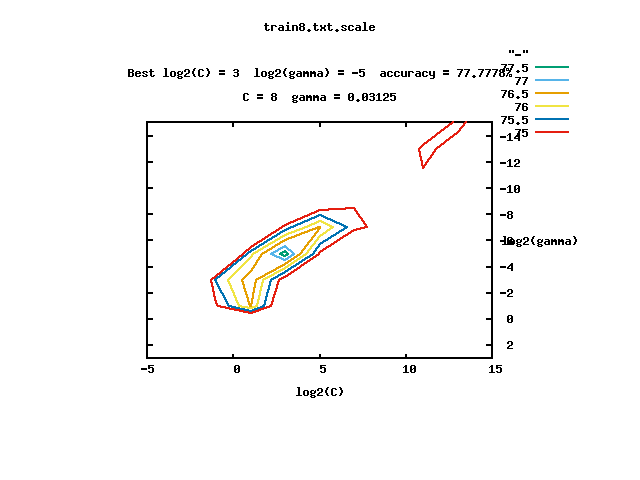 train8.txt.scale
"-"
Best log2(C) = 3  log2(gamma) = -5  accuracy = 77.7778%
77.5
77
C = 8  gamma = 0.03125
76.5
76
75.5
75
-14
-12
-10
-8
-6
log2(gamma)
-4
-2
0
2
-5 0 5 10 15
log2(C)